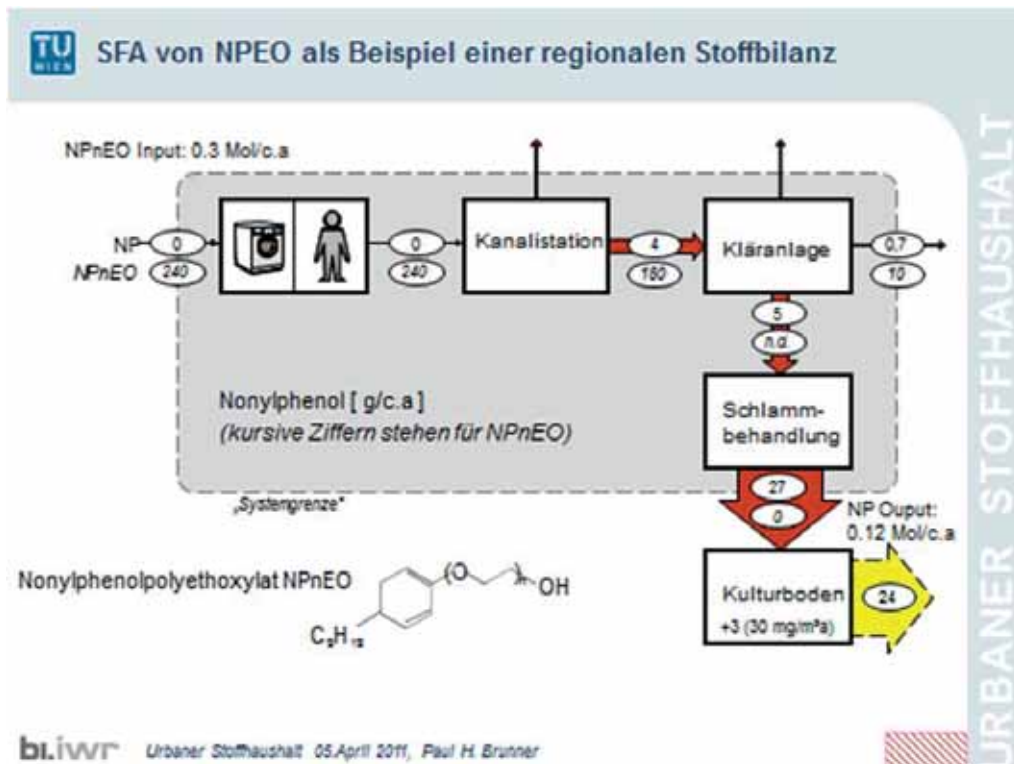 TU
WIEN
SFA von NPEO als Beispiel einer regionalen Stoffbilanz
NPnEO Input: 0.3 Mol/c.a
NP
0
0
Kanalistation
4
Kläranlage
0,7
NPnEO
240
240
180
10
5
n.d.
Nonylphenol [ g/c.a ]
(kursive Ziffern stehen für NPnEO)
Schlamm-
behandlung
„Systemgrenze"
27
0
NP Ouput:
0.12 Mol/c.a
Nonylphenolpolyethoxylat NPnEO
(O
)n
OH
C9H19
Kulturboden
+3 (30 mg/m²a)
24
URBANER STOFFHAUSHALT
bi.iwr
Urbaner Stoffhaushalt 05.April 2011, Paul H. Brunner